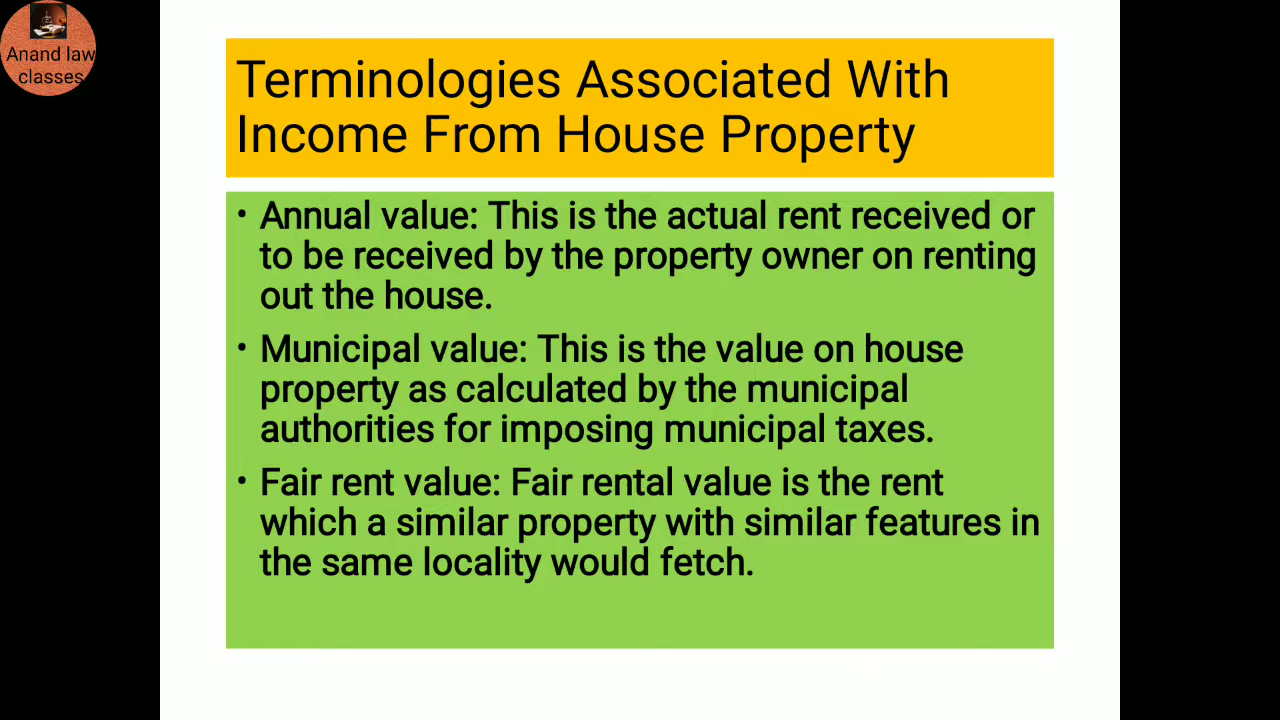 Anand law
classes
Terminologies Associated With
Income From House Property
• Annual value: This is the actual rent received or
to be received by the property owner on renting
out the house.
• Municipal value: This is the value on house
property as calculated by the municipal
authorities for imposing municipal taxes.
• Fair rent value: Fair rental value is the rent
which a similar property with similar features in
the same locality would fetch.